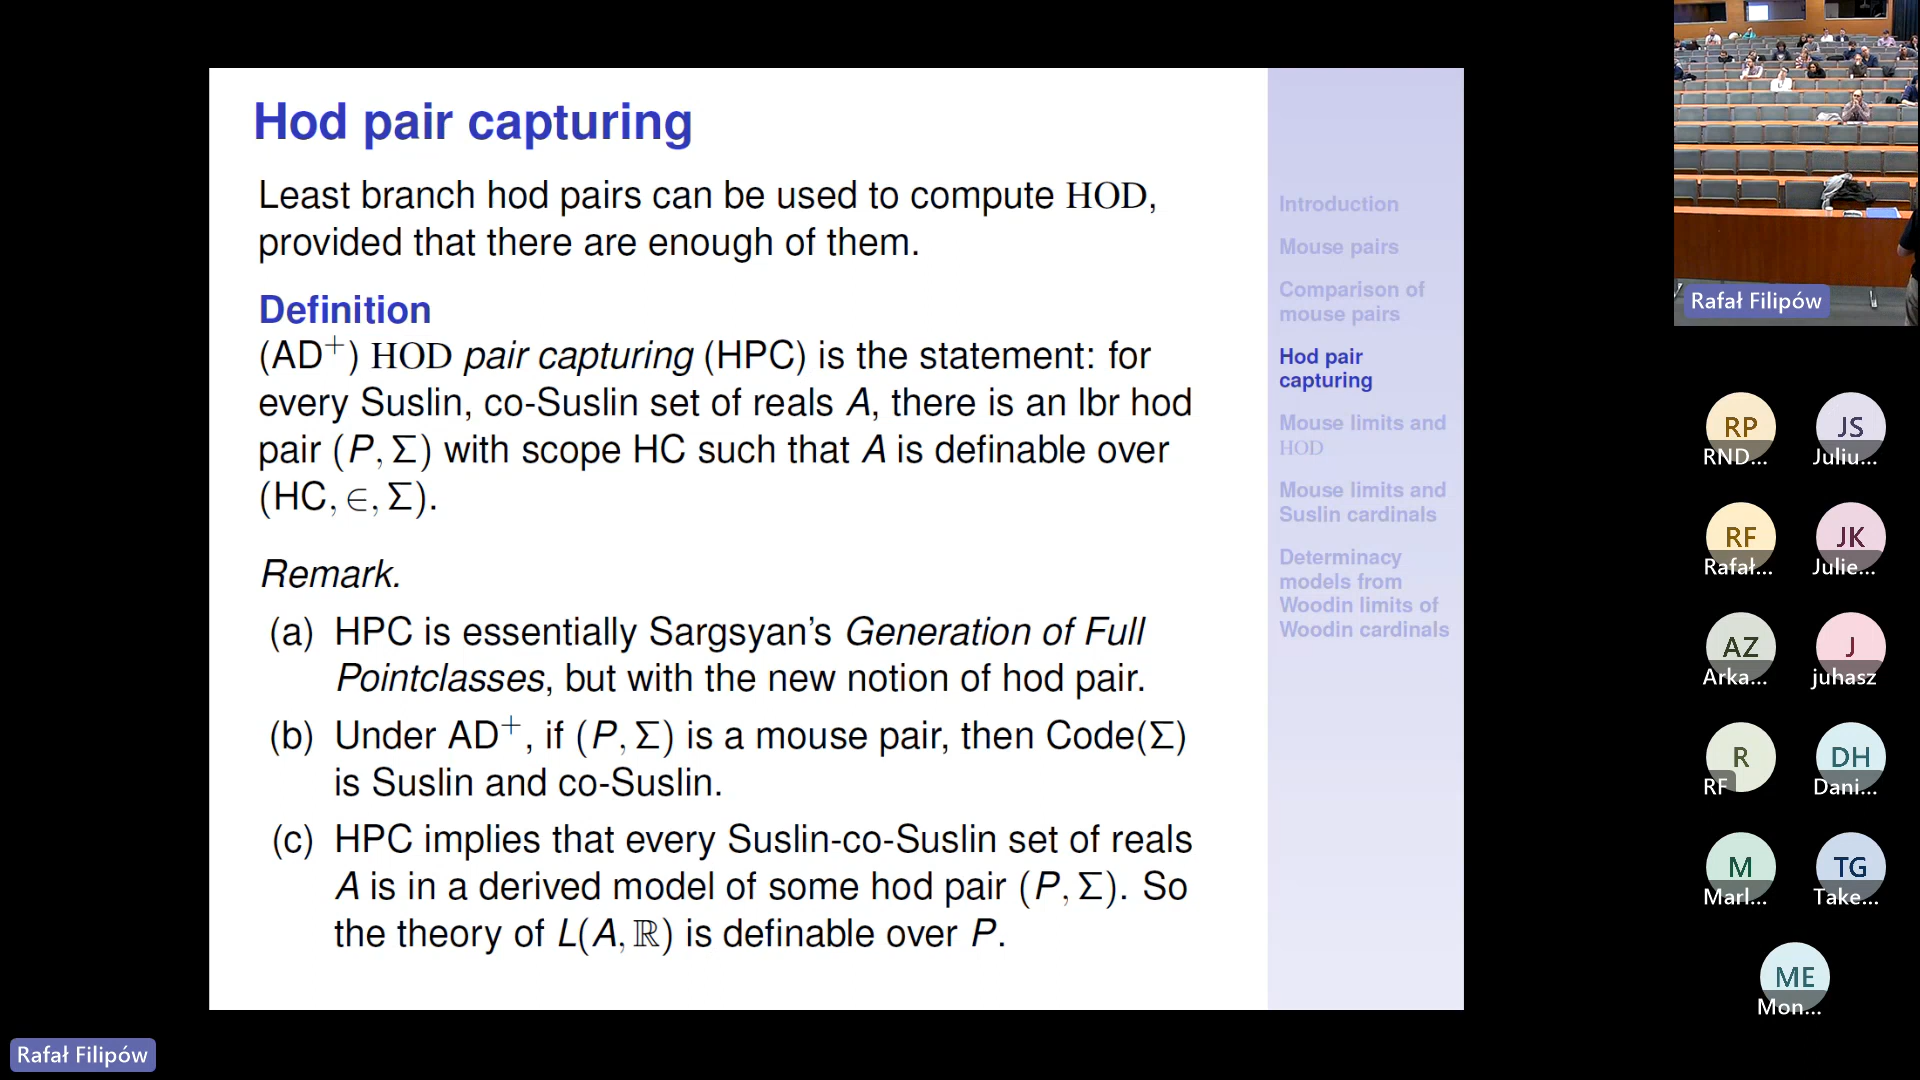 Hod pair capturing
Least branch hod pairs can be used to compute HOD,
provided that there are enough of them.
Definition
(AD⁺) HOD pair capturing (HPC) is the statement: for
every Suslin, co-Suslin set of reals A, there is an lbr hod
pair (P, Σ) with scope HC such that A is definable over
(HC, ∈, Σ).
Remark.
(a) HPC is essentially Sargsyan's Generation of Full
Pointclasses, but with the new notion of hod pair.
(b) Under AD⁺, if (P, Σ) is a mouse pair, then Code(Σ)
is Suslin and co-Suslin.
(c) HPC implies that every Suslin-co-Suslin set of reals
A is in a derived model of some hod pair (P, Σ). So
the theory of L(A, ℝ) is definable over P.
Introduction
Mouse pairs
Comparison of
mouse pairs
Hod pair
capturing
Mouse limits and
HOD
Mouse limits and
Suslin cardinals
Determinacy
models from
Woodin limits of
Woodin cardinals
Rafał Filipów
RP
RND...
JS
Juliu...
RF
Rafał...
JK
Julie...
AZ
Arka...
J
juhasz
R
RF
DH
Dani...
M
Marl...
TG
Take...
ME
Mon...
Rafał Filipów